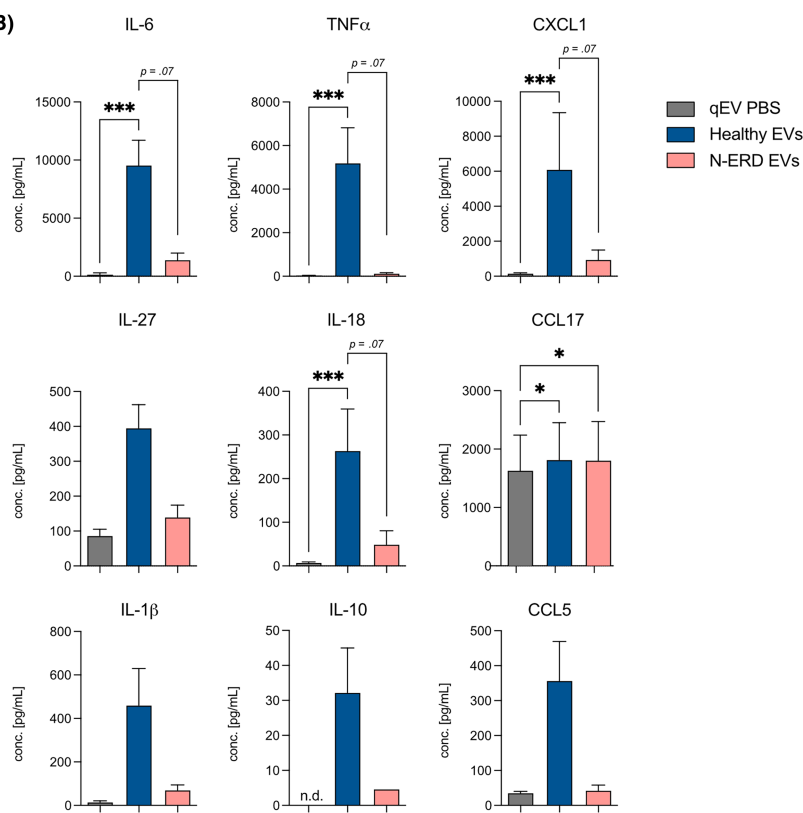 B)
IL-6
TNFα
CXCL1
p = .07
***
15000
10000
5000
0
conc. [pg/mL]
p = .07
***
8000
6000
4000
2000
0
conc. [pg/mL]
p = .07
***
10000
8000
6000
4000
2000
0
conc. [pg/mL]
qEV PBS
Healthy EVs
N-ERD EVs
IL-27
IL-18
CCL17
500
400
300
200
100
0
conc. [pg/mL]
p = .07
***
400
300
200
100
0
conc. [pg/mL]
*
*
3000
2000
1000
0
conc. [pg/mL]
IL-1β
IL-10
CCL5
800
600
400
200
0
conc. [pg/mL]
50
40
30
20
10
0
n.d.
conc. [pg/mL]
500
400
300
200
100
0
conc. [pg/mL]